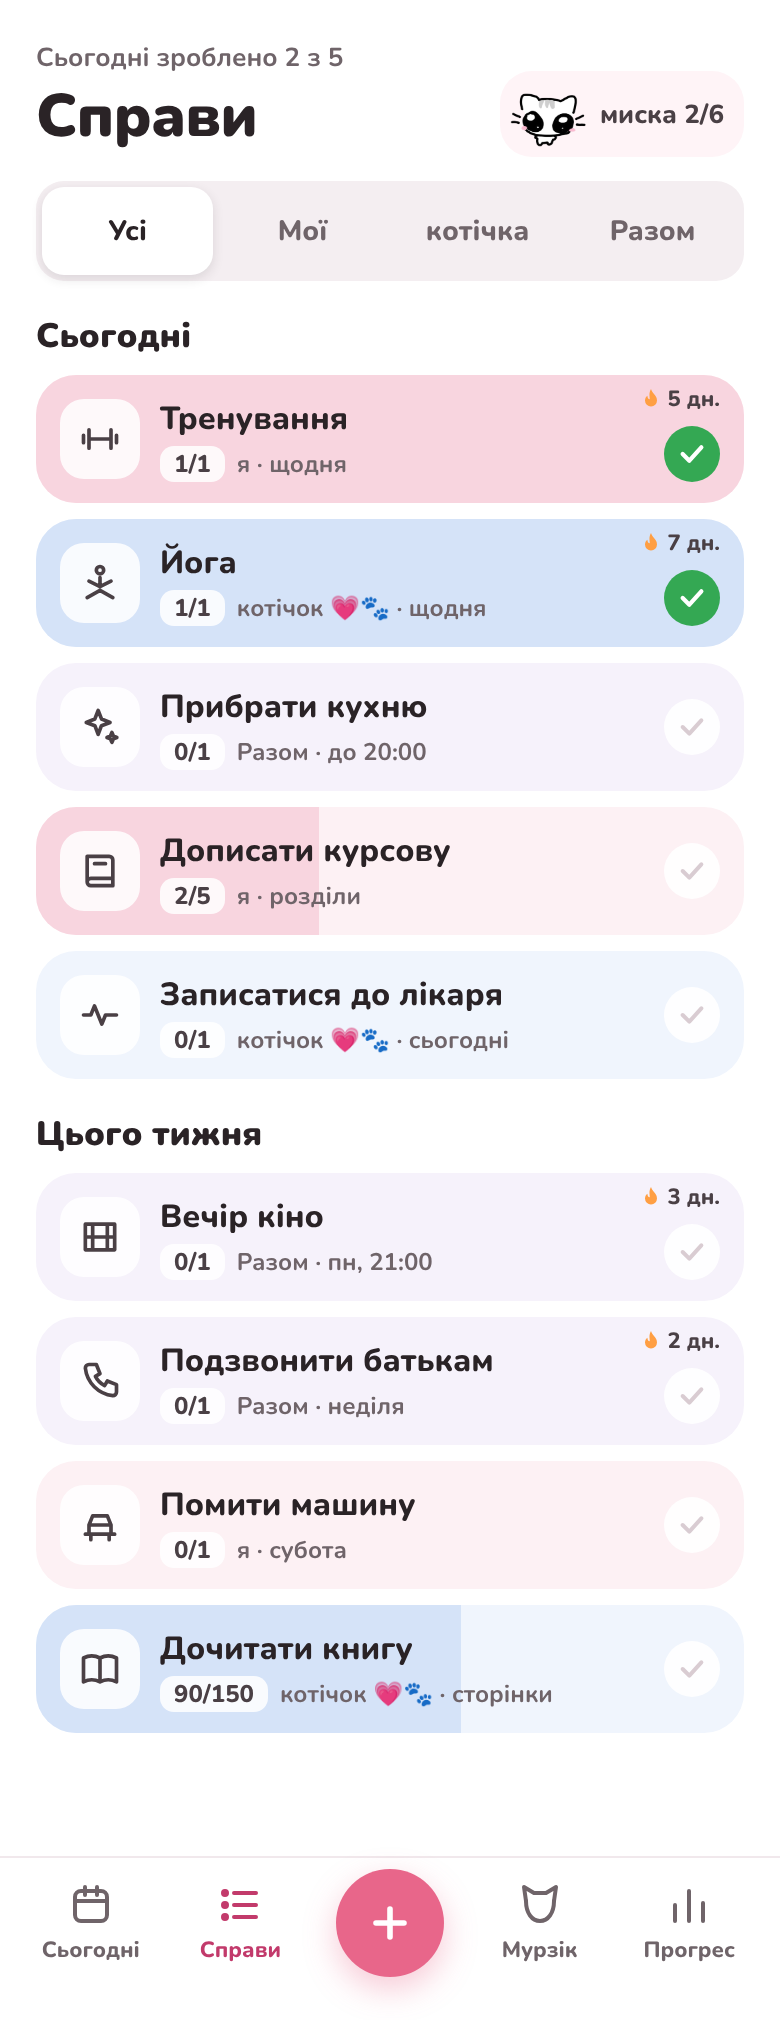 Сьогодні зроблено 2 з 5
Справи
миска 2/6
Усі
Мої
котічка
Разом
Сьогодні
5 дн.
Тренування
1/1 я · щодня
7 дн.
Йога
1/1 котічок 💗🐾 · щодня
Прибрати кухню
0/1 Разом · до 20:00
Дописати курсову
2/5 я · розділи
Записатися до лікаря
0/1 котічок 💗🐾 · сьогодні
Цього тижня
3 дн.
Вечір кіно
0/1 Разом · пн, 21:00
2 дн.
Подзвонити батькам
0/1 Разом · неділя
Помити машину
0/1 я · субота
Дочитати книгу
90/150 котічок 💗🐾 · сторінки
Сьогодні
Справи
Мурзік
Прогрес